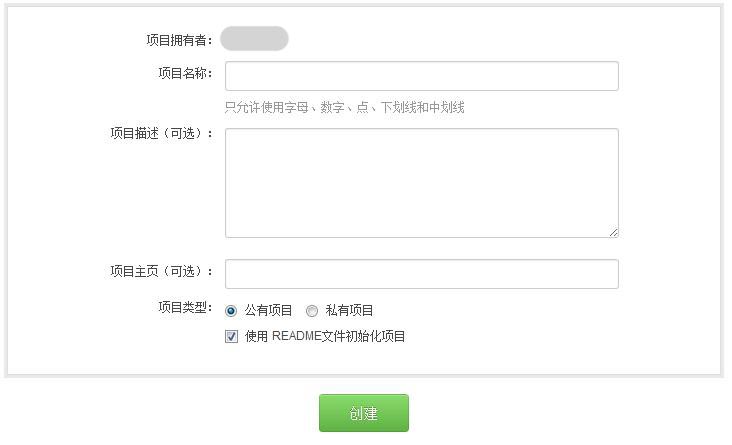 项目拥有者：
项目名称：
只允许使用字母、数字、点、下划线和中划线
项目描述（可选）：
项目主页（可选）：
项目类型： 公有项目 私有项目
使用 README文件初始化项目
创建